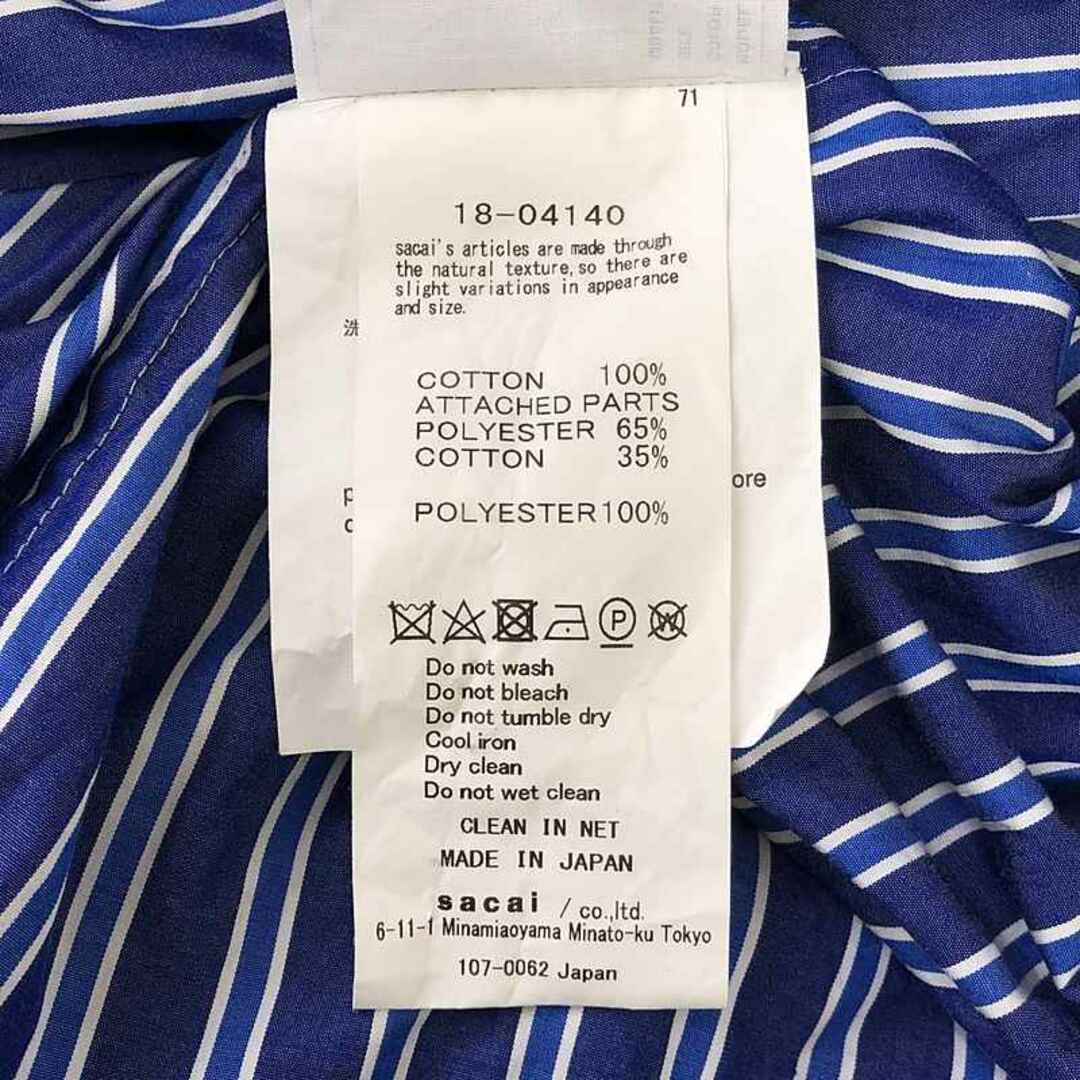 71
18-04140
sacai's articles are made through
the natural texture, so there are
slight variations in appearance
and size.
洗
COTTON 100%
ATTACHED PARTS
POLYESTER 65%
COTTON 35%
ore
POLYESTER 100%
P
Do not wash
Do not bleach
Do not tumble dry
Cool iron
Dry clean
Do not wet clean
CLEAN IN NET
MADE IN JAPAN
sacai / co.,ltd.
6-11-1 Minamiaoyama Minato-ku Tokyo
107-0062 Japan